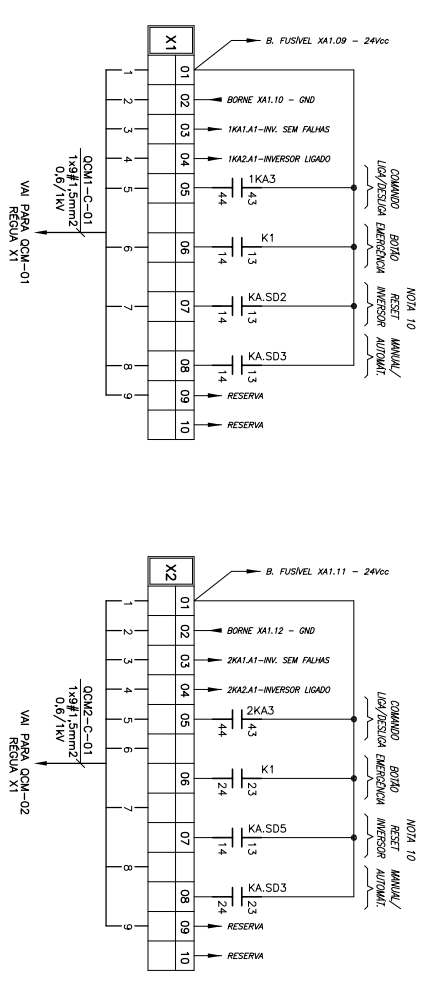 X1
B. FUSÍVEL XA1.09 - 24Vcc
01
1
02
BORNE XA1.10 - GND
2
03
1KA1.A1-INV. SEM FALHAS
3
04
1KA2.A1-INVERSOR LIGADO
4
05
1KA3
44
43
5
COMANDO
LIGA/DESLIGA
06
K1
14
13
6
BOTÃO
EMERGÊNCIA
07
KA.SD2
14
13
7
NOTA 10
RESET
INVERSOR
08
KA.SD3
14
13
8
MANUAL/
AUTOMÁT.
09
RESERVA
9
10
RESERVA
QCM1-C-01
1x9#1,5mm2
0,6/1kV
VAI PARA QCM-01
RÉGUA X1
X2
B. FUSÍVEL XA1.11 - 24Vcc
01
1
02
BORNE XA1.12 - GND
2
03
2KA1.A1-INV. SEM FALHAS
3
04
2KA2.A1-INVERSOR LIGADO
4
05
2KA3
44
43
5
COMANDO
LIGA/DESLIGA
06
K1
24
23
6
BOTÃO
EMERGÊNCIA
07
KA.SD5
14
13
7
NOTA 10
RESET
INVERSOR
08
KA.SD3
24
23
8
MANUAL/
AUTOMÁT.
09
RESERVA
9
10
RESERVA
QCM2-C-01
1x9#1,5mm2
0,6/1kV
VAI PARA QCM-02
RÉGUA X1